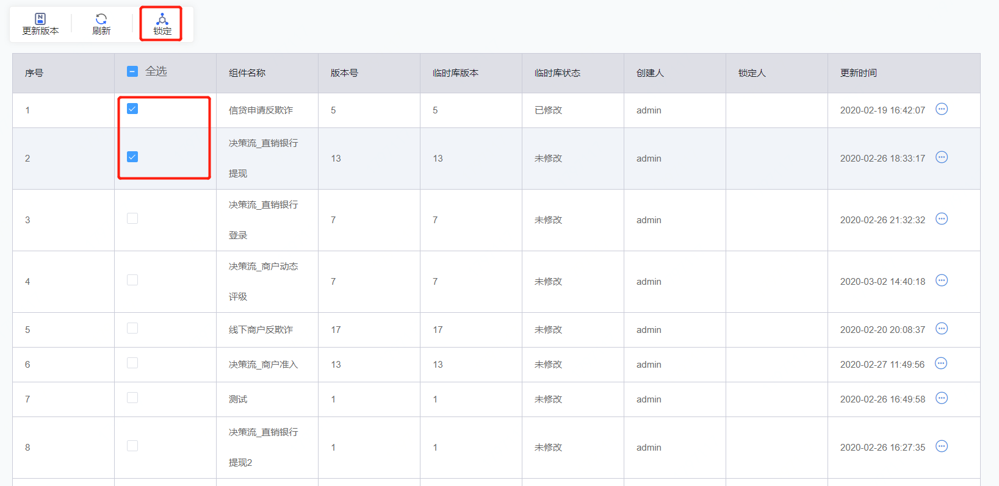 更新版本 刷新 锁定
序号 全选 组件名称 版本号 临时库版本 临时库状态 创建人 锁定人 更新时间
1 信贷申请反欺诈 5 5 已修改 admin 2020-02-19 16:42:07
决策流_直销银行
2 13 13 未修改 admin 2020-02-26 18:33:17
提现
决策流_直销银行
3 7 7 未修改 admin 2020-02-26 21:32:32
登录
决策流_商户动态
4 7 7 未修改 admin 2020-03-02 14:40:18
评级
5 线下商户反欺诈 17 17 未修改 admin 2020-02-20 20:08:37
6 决策流_商户准入 13 13 未修改 admin 2020-02-27 11:49:56
7 测试 1 1 未修改 admin 2020-02-26 16:49:58
决策流_直销银行
8 1 1 未修改 admin 2020-02-26 16:27:35
提现2